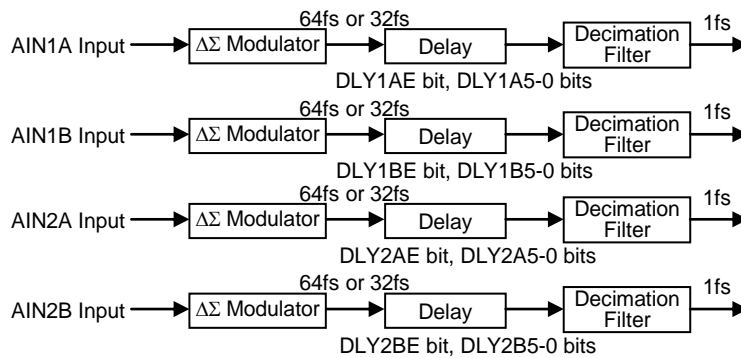 64fs or 32fs 1fs
AIN1A Input ΔΣ Modulator Delay Decimation Filter
DLY1AE bit, DLY1A5-0 bits
64fs or 32fs 1fs
AIN1B Input ΔΣ Modulator Delay Decimation Filter
DLY1BE bit, DLY1B5-0 bits
64fs or 32fs 1fs
AIN2A Input ΔΣ Modulator Delay Decimation Filter
DLY2AE bit, DLY2A5-0 bits
64fs or 32fs 1fs
AIN2B Input ΔΣ Modulator Delay Decimation Filter
DLY2BE bit, DLY2B5-0 bits